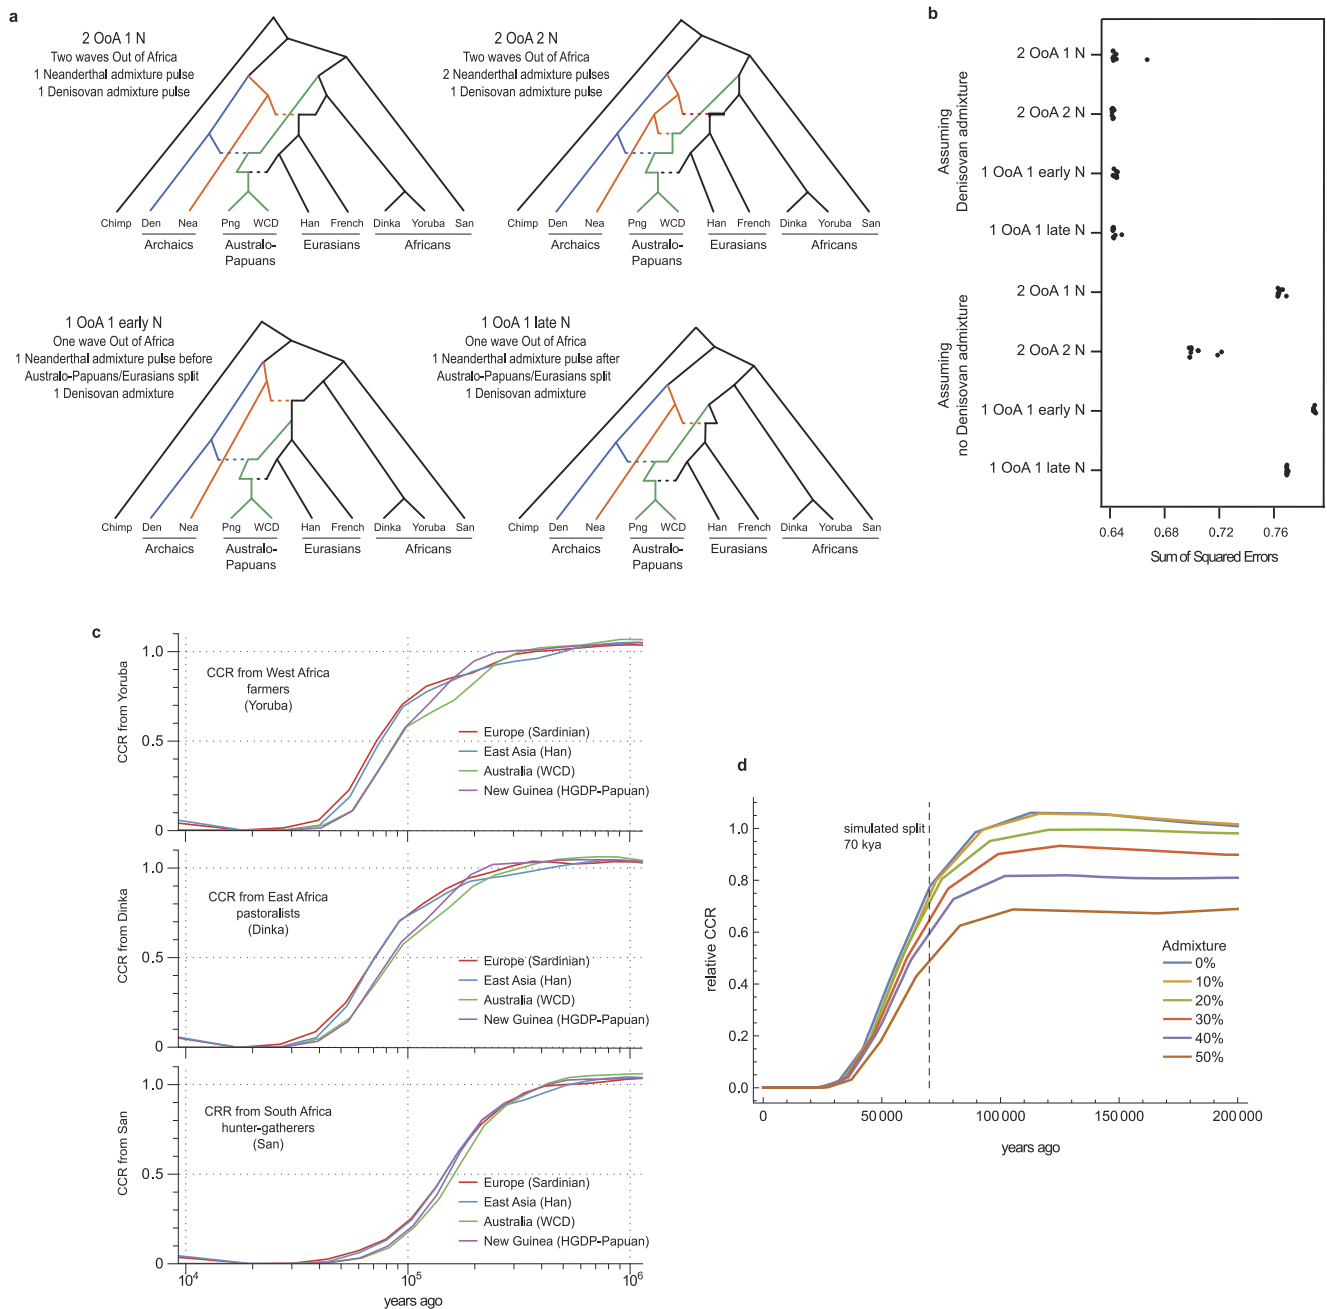 a
2 OoA 1 N
Two waves Out of Africa
1 Neanderthal admixture pulse
1 Denisovan admixture pulse
Chimp Den Nea Png WCD Han French Dinka Yoruba San
Archaics Australo- Eurasians Africans
Papuans
2 OoA 2 N
Two waves Out of Africa
2 Neanderthal admixture pulses
1 Denisovan admixture pulse
Chimp Den Nea Png WCD Han French Dinka Yoruba San
Archaics Australo- Eurasians Africans
Papuans
1 OoA 1 early N
One wave Out of Africa
1 Neanderthal admixture pulse before
Australo-Papuans/Eurasians split
1 Denisovan admixture
Chimp Den Nea Png WCD Han French Dinka Yoruba San
Archaics Australo- Eurasians Africans
Papuans
1 OoA 1 late N
One wave Out of Africa
1 Neanderthal admixture pulse after
Australo-Papuans/Eurasians split
1 Denisovan admixture
Chimp Den Nea Png WCD Han French Dinka Yoruba San
Archaics Australo- Eurasians Africans
Papuans
b
Assuming
Denisovan admixture
2 OoA 1 N
2 OoA 2 N
1 OoA 1 early N
1 OoA 1 late N
Assuming
no Denisovan admixture
2 OoA 1 N
2 OoA 2 N
1 OoA 1 early N
1 OoA 1 late N
0.64 0.68 0.72 0.76
Sum of Squared Errors
c
CCR from Yoruba
1.0
0.5
0
CCR from West Africa
farmers
(Yoruba)
Europe (Sardinian)
East Asia (Han)
Australia (WCD)
New Guinea (HGDP-Papuan)
CCR from Dinka
1.0
0.5
0
CCR from East Africa
pastoralists
(Dinka)
Europe (Sardinian)
East Asia (Han)
Australia (WCD)
New Guinea (HGDP-Papuan)
CCR from San
1.0
0.5
0
CRR from South Africa
hunter-gatherers
(San)
Europe (Sardinian)
East Asia (Han)
Australia (WCD)
New Guinea (HGDP-Papuan)
10⁴ 10⁵ 10⁶
years ago
d
relative CCR
1.0
0.8
0.6
0.4
0.2
0.0
simulated split
70 kya
Admixture
0%
10%
20%
30%
40%
50%
0 50000 100000 150000 200000
years ago